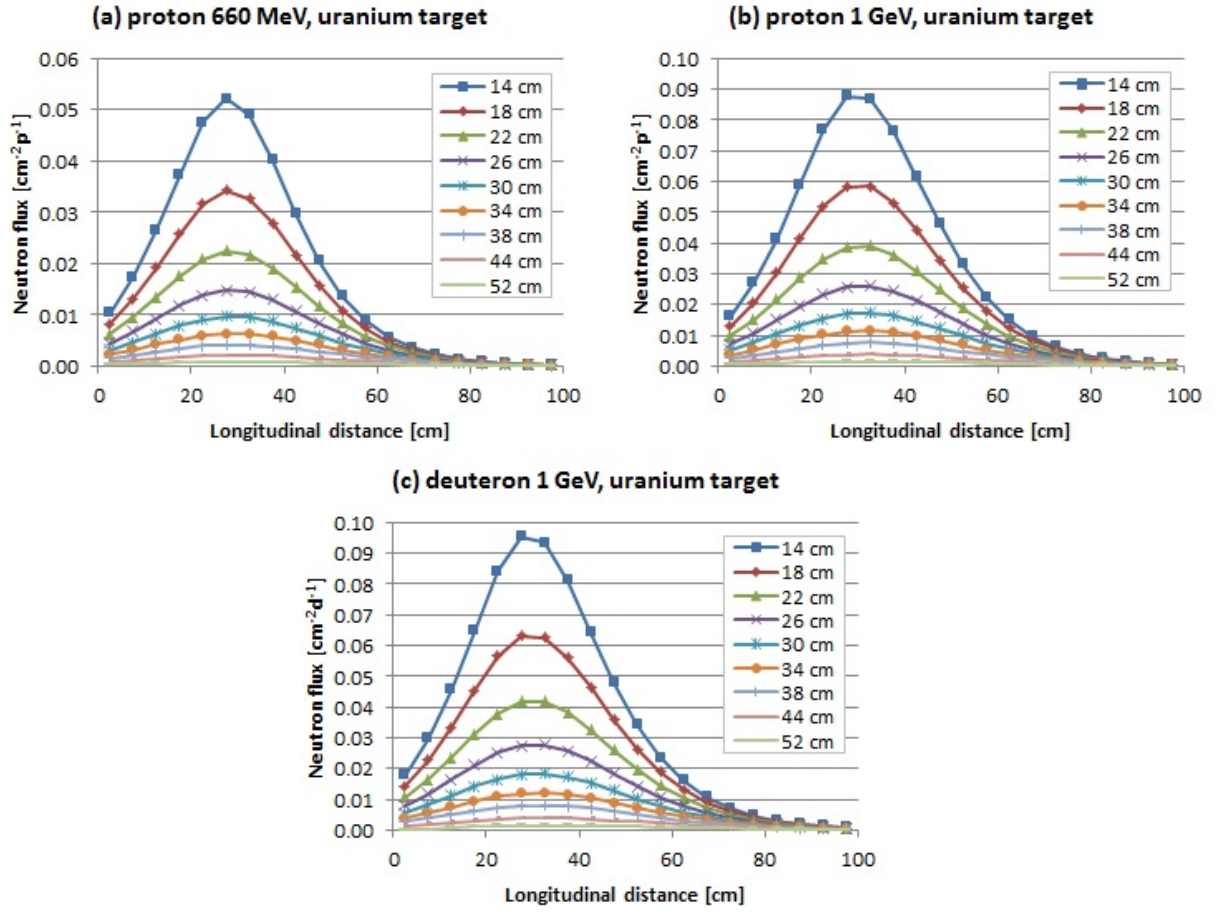 (a) proton 660 MeV, uranium target
0.06
0.05
0.04
0.03
0.02
0.01
0.00
Neutron flux [cm⁻²p⁻¹]
0
20
40
60
80
100
Longitudinal distance [cm]
14 cm
18 cm
22 cm
26 cm
30 cm
34 cm
38 cm
44 cm
52 cm
(b) proton 1 GeV, uranium target
0.10
0.09
0.08
0.07
0.06
0.05
0.04
0.03
0.02
0.01
0.00
Neutron flux [cm⁻²p⁻¹]
0
20
40
60
80
100
Longitudinal distance [cm]
14 cm
18 cm
22 cm
26 cm
30 cm
34 cm
38 cm
44 cm
52 cm
(c) deuteron 1 GeV, uranium target
0.10
0.09
0.08
0.07
0.06
0.05
0.04
0.03
0.02
0.01
0.00
Neutron flux [cm⁻²d⁻¹]
0
20
40
60
80
100
Longitudinal distance [cm]
14 cm
18 cm
22 cm
26 cm
30 cm
34 cm
38 cm
44 cm
52 cm